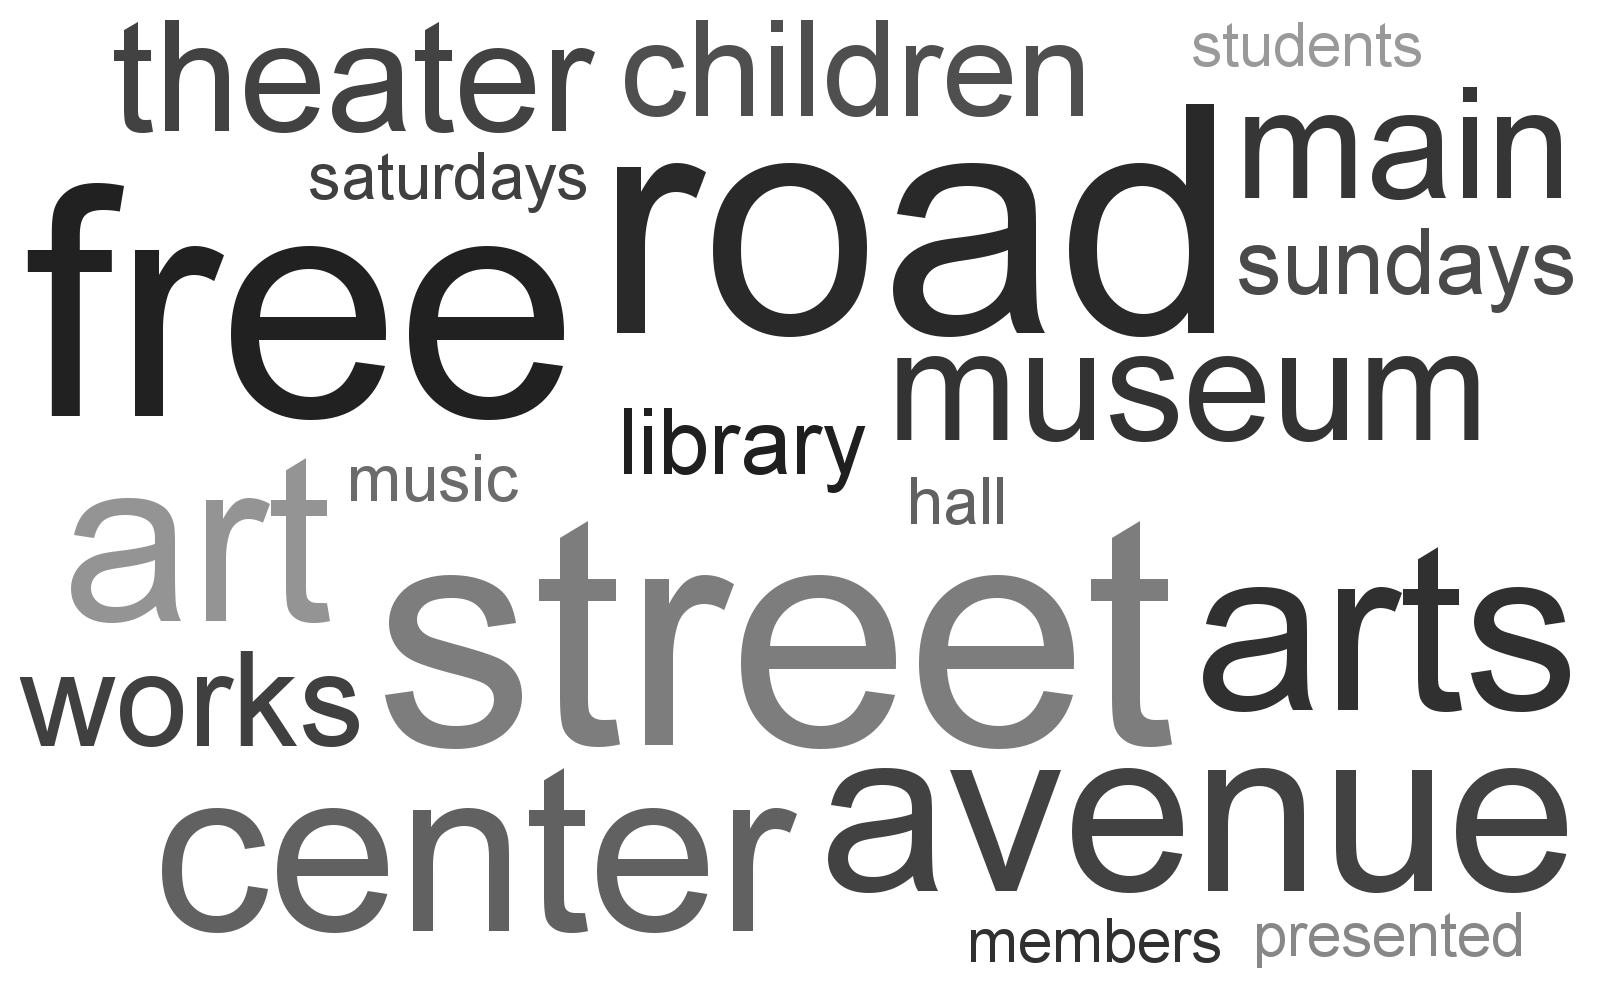 theater children students
main
saturdays road
free sundays
museum
library
art music hall
street arts
works
center avenue
members presented